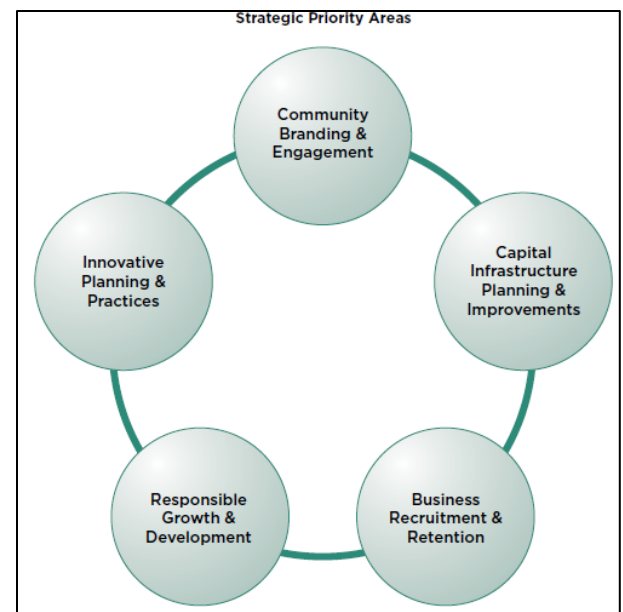 Strategic Priority Areas
Community
Branding &
Engagement
Capital
Infrastructure
Planning &
Improvements
Business
Recruitment &
Retention
Responsible
Growth &
Development
Innovative
Planning &
Practices